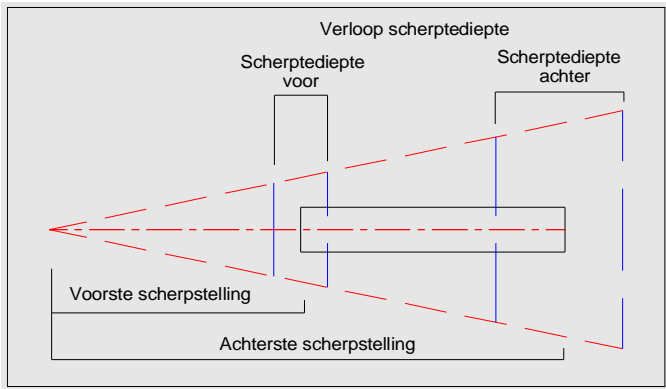 Verloop scherptediepte
Scherptediepte
voor
Scherptediepte
achter
Voorste scherpstelling
Achterste scherpstelling